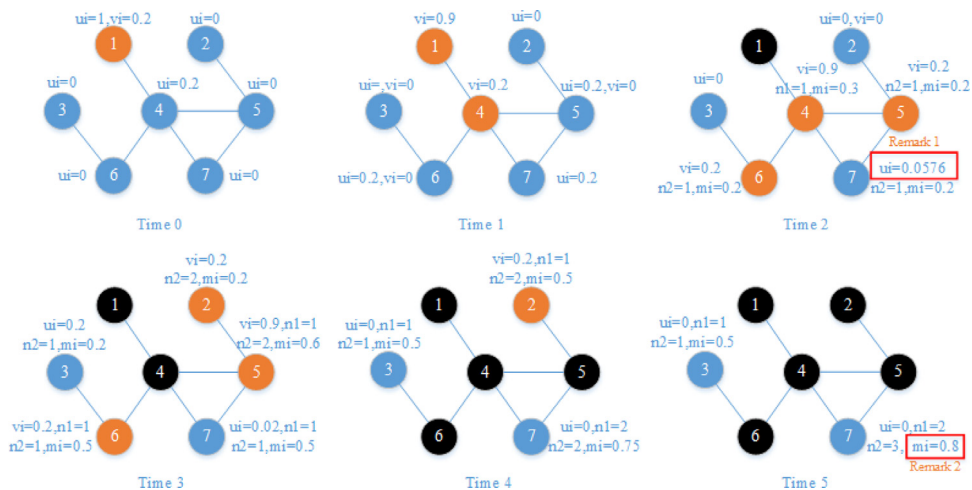 ui=1,vi=0.2
ui=0
1
2
ui=0
ui=0.2
ui=0
3
4
5
ui=0
6
7
ui=0
Time 0
vi=0.9
ui=0
1
2
ui=,vi=0
vi=0.2
ui=0.2,vi=0
3
4
5
ui=0.2,vi=0
6
7
ui=0.2
Time 1
ui=0,vi=0
1
2
ui=0
vi=0.9
n1=1,mi=0.3
vi=0.2
n2=1,mi=0.2
3
4
5
Remark 1
vi=0.2
n2=1,mi=0.2
6
7
ui=0.0576
n2=1,mi=0.2
Time 2
vi=0.2
n2=2,mi=0.2
1
2
ui=0.2
n2=1,mi=0.2
vi=0.9,n1=1
n2=2,mi=0.6
3
4
5
vi=0.2,n1=1
n2=1,mi=0.5
6
7
ui=0.02,n1=1
n2=1,mi=0.5
Time 3
vi=0.2,n1=1
n2=2,mi=0.5
1
2
ui=0,n1=1
n2=1,mi=0.5
3
4
5
6
7
ui=0,n1=2
n2=2,mi=0.75
Time 4
1
2
ui=0,n1=1
n2=1,mi=0.5
3
4
5
6
7
ui=0,n1=2
n2=3, mi=0.8
Remark 2
Time 5